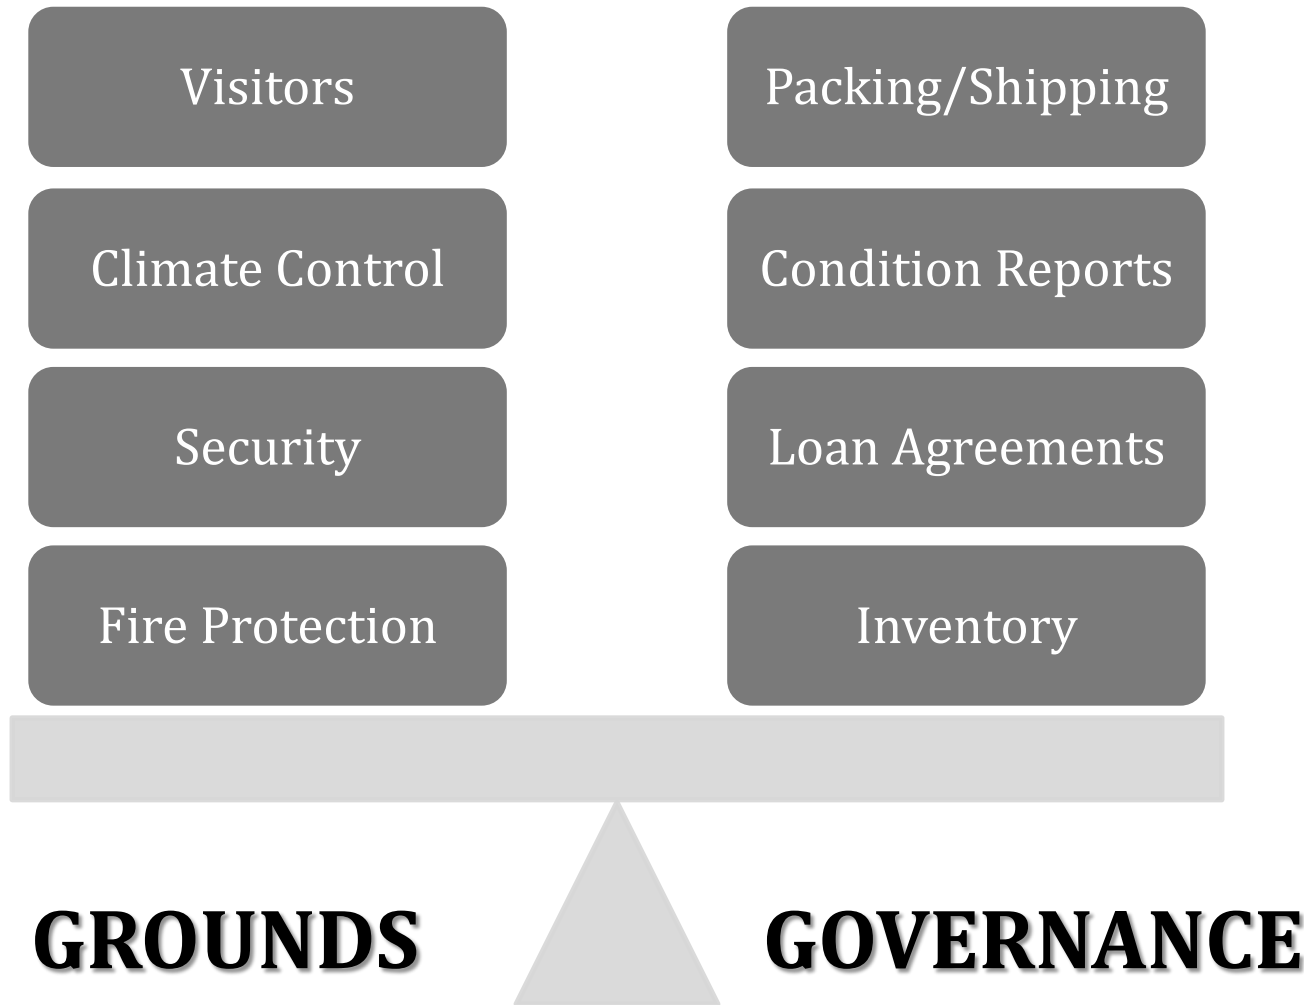 Visitors
Packing/Shipping
Climate Control
Condition Reports
Security
Loan Agreements
Fire Protection
Inventory
GROUNDS
GOVERNANCE